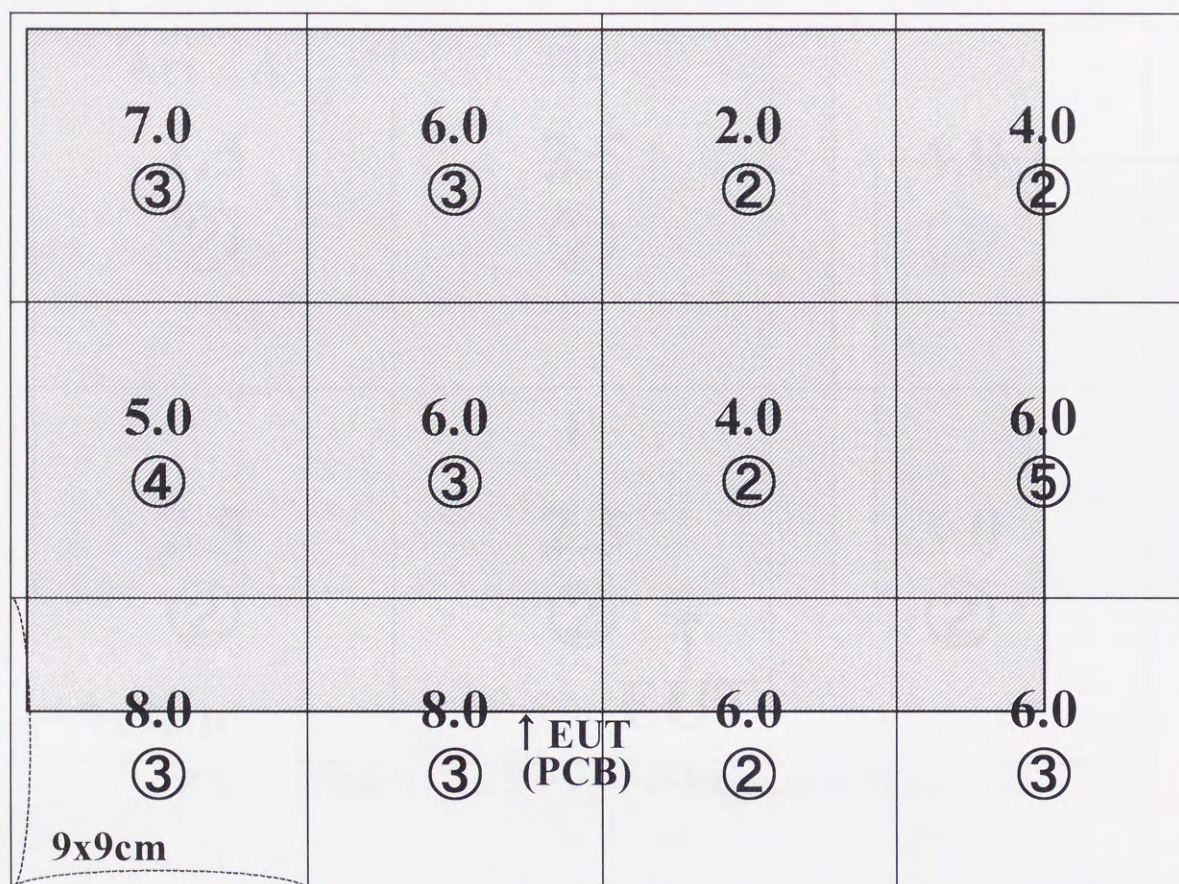 7.0 6.0 2.0 4.0
③ ③ ② ②
5.0 6.0 4.0 6.0
④ ③ ② ⑤
8.0 8.0 6.0 6.0
↑ EUT
(PCB)
③ ③ ② ③
9x9cm